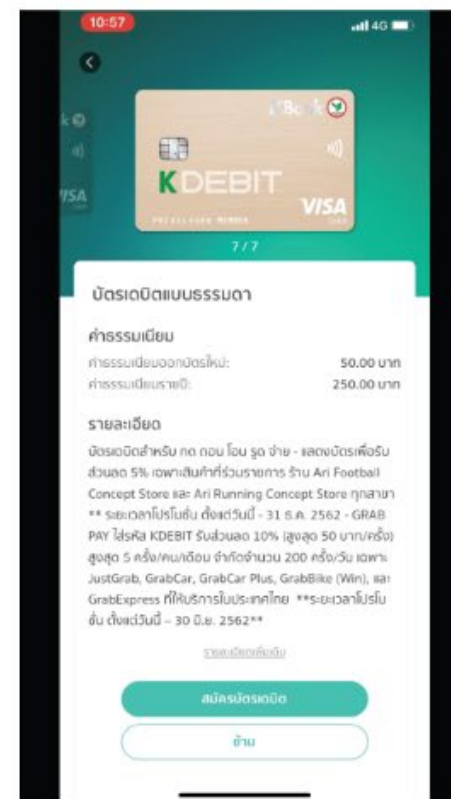 10:57
4G
VISA
K DEBIT
VISA
7 / 7
บัตรเดบิตแบบธรรมดา
ค่าธรรมเนียม
ค่าธรรมเนียมออกบัตรใหม่: 50.00 บาท
ค่าธรรมเนียมรายปี: 250.00 บาท
รายละเอียด
บัตรเดบิตสำหรับ กด ถอน โอน รูด จ่าย - แสดงบัตรเพื่อรับ
ส่วนลด 5% เฉพาะสินค้าที่ร่วมรายการ ร้าน Ari Football
Concept Store และ Ari Running Concept Store ทุกสาขา
** ระยะเวลาโปรโมชั่น ตั้งแต่วันนี้ - 31 ธ.ค. 2562 - GRAB
PAY ใส่รหัส KDEBIT รับส่วนลด 10% (สูงสุด 50 บาท/ครั้ง)
สูงสุด 5 ครั้ง/คน/เดือน จำกัดจำนวน 200 ครั้ง/วัน เฉพาะ
JustGrab, GrabCar, GrabCar Plus, GrabBike (Win), และ
GrabExpress ที่ให้บริการในประเทศไทย **ระยะเวลาโปรโม
ชั่น ตั้งแต่วันนี้ – 30 มิ.ย. 2562**
รายละเอียดเพิ่มเติม
สมัครบัตรเดบิต
ข้าม